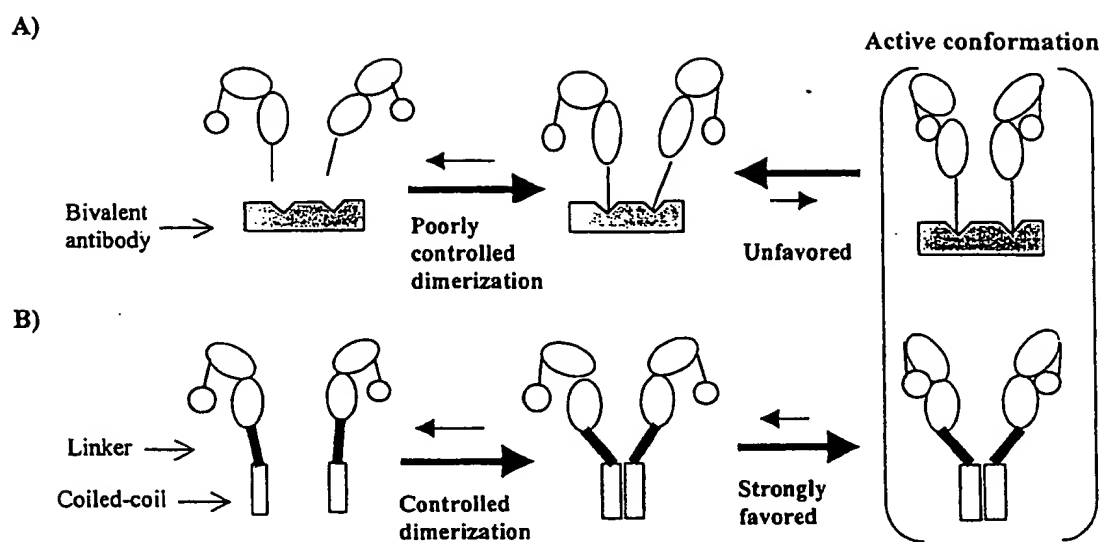 A)
Active conformation
Bivalent
antibody
Poorly
controlled
dimerization
Unfavored
B)
Linker
Coiled-coil
Controlled
dimerization
Strongly
favored